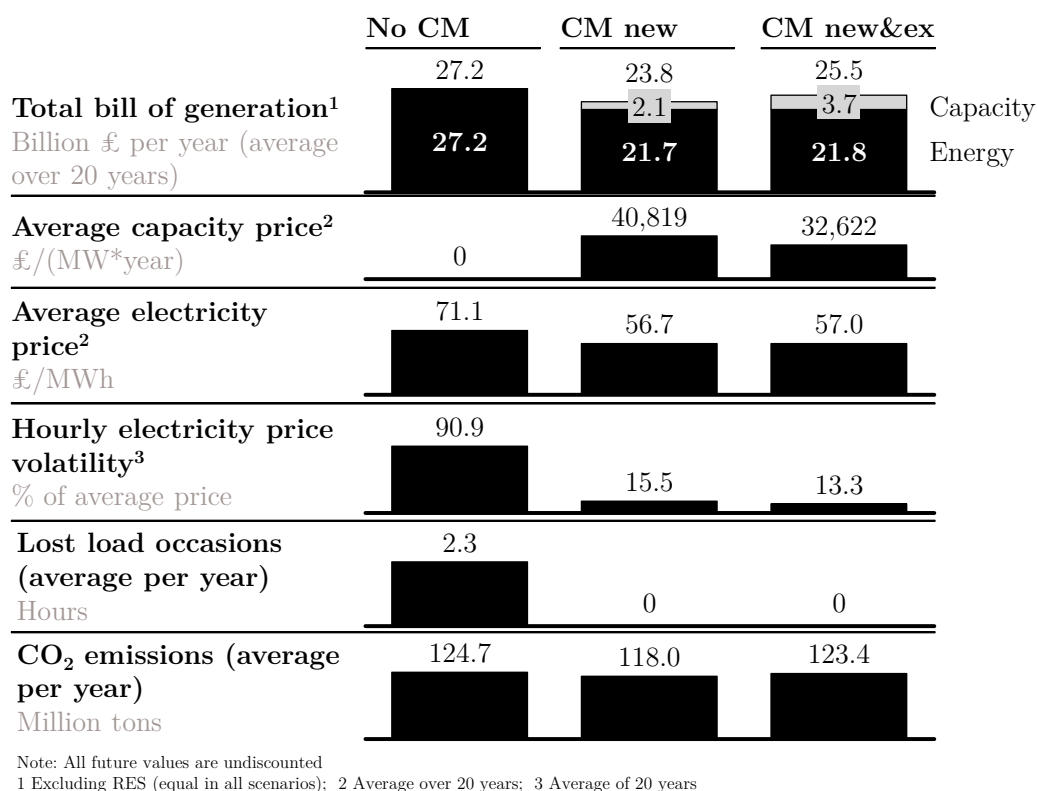 No CM CM new CM new&ex
27.2 23.8 25.5
Total bill of generation¹
Billion £ per year (average
over 20 years)
2.1 3.7 Capacity
27.2 21.7 21.8 Energy
Average capacity price²
£/(MW*year)
0 40,819 32,622
Average electricity
price²
£/MWh
71.1 56.7 57.0
Hourly electricity price
volatility³
% of average price
90.9 15.5 13.3
Lost load occasions
(average per year)
Hours
2.3 0 0
CO₂ emissions (average
per year)
Million tons
124.7 118.0 123.4
Note: All future values are undiscounted
1 Excluding RES (equal in all scenarios); 2 Average over 20 years; 3 Average of 20 years